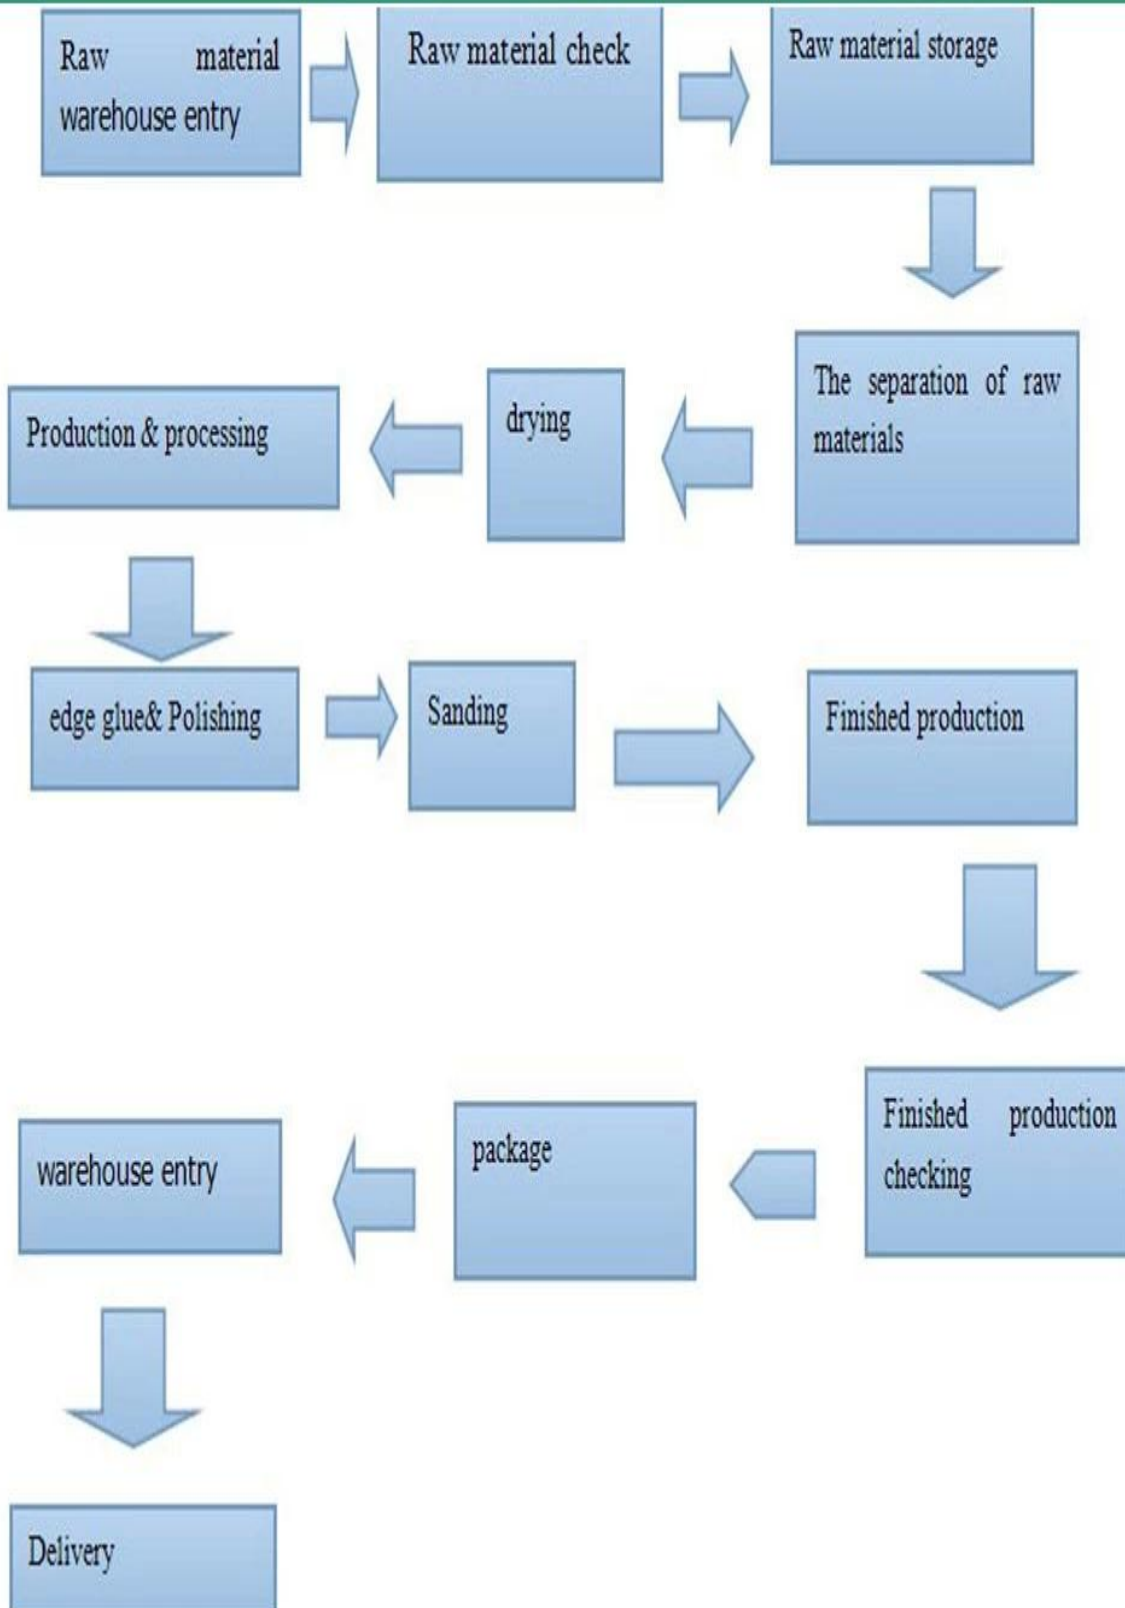 Raw material
warehouse entry
Raw material check
Raw material storage
The separation of raw
materials
drying
Production & processing
edge glue& Polishing
Sanding
Finished production
Finished production
checking
package
warehouse entry
Delivery